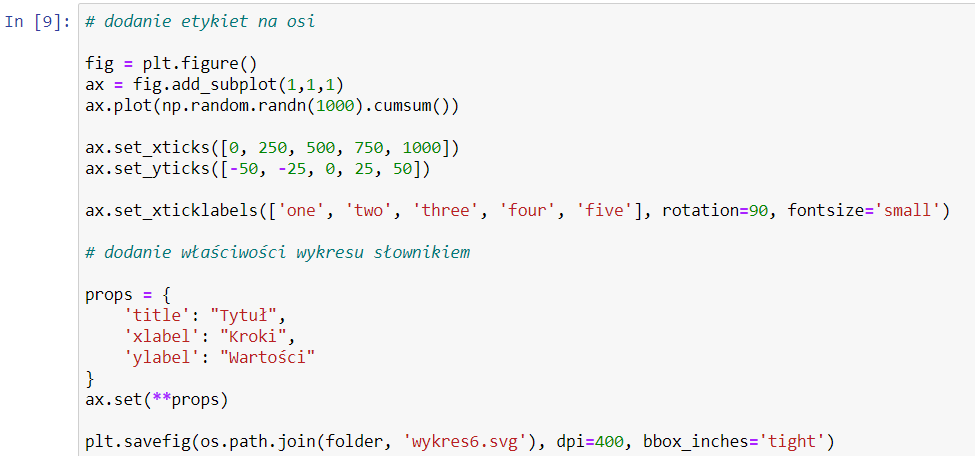 In [9]: # dodanie etykiet na osi
fig = plt.figure()
ax = fig.add_subplot(1,1,1)
ax.plot(np.random.randn(1000).cumsum())
ax.set_xticks([0, 250, 500, 750, 1000])
ax.set_yticks([-50, -25, 0, 25, 50])
ax.set_xticklabels(['one', 'two', 'three', 'four', 'five'], rotation=90, fontsize='small')
# dodanie właściwości wykresu słownikiem
props = {
    'title': "Tytuł",
    'xlabel': "Kroki",
    'ylabel': "Wartości"
}
ax.set(**props)
plt.savefig(os.path.join(folder, 'wykres6.svg'), dpi=400, bbox_inches='tight')